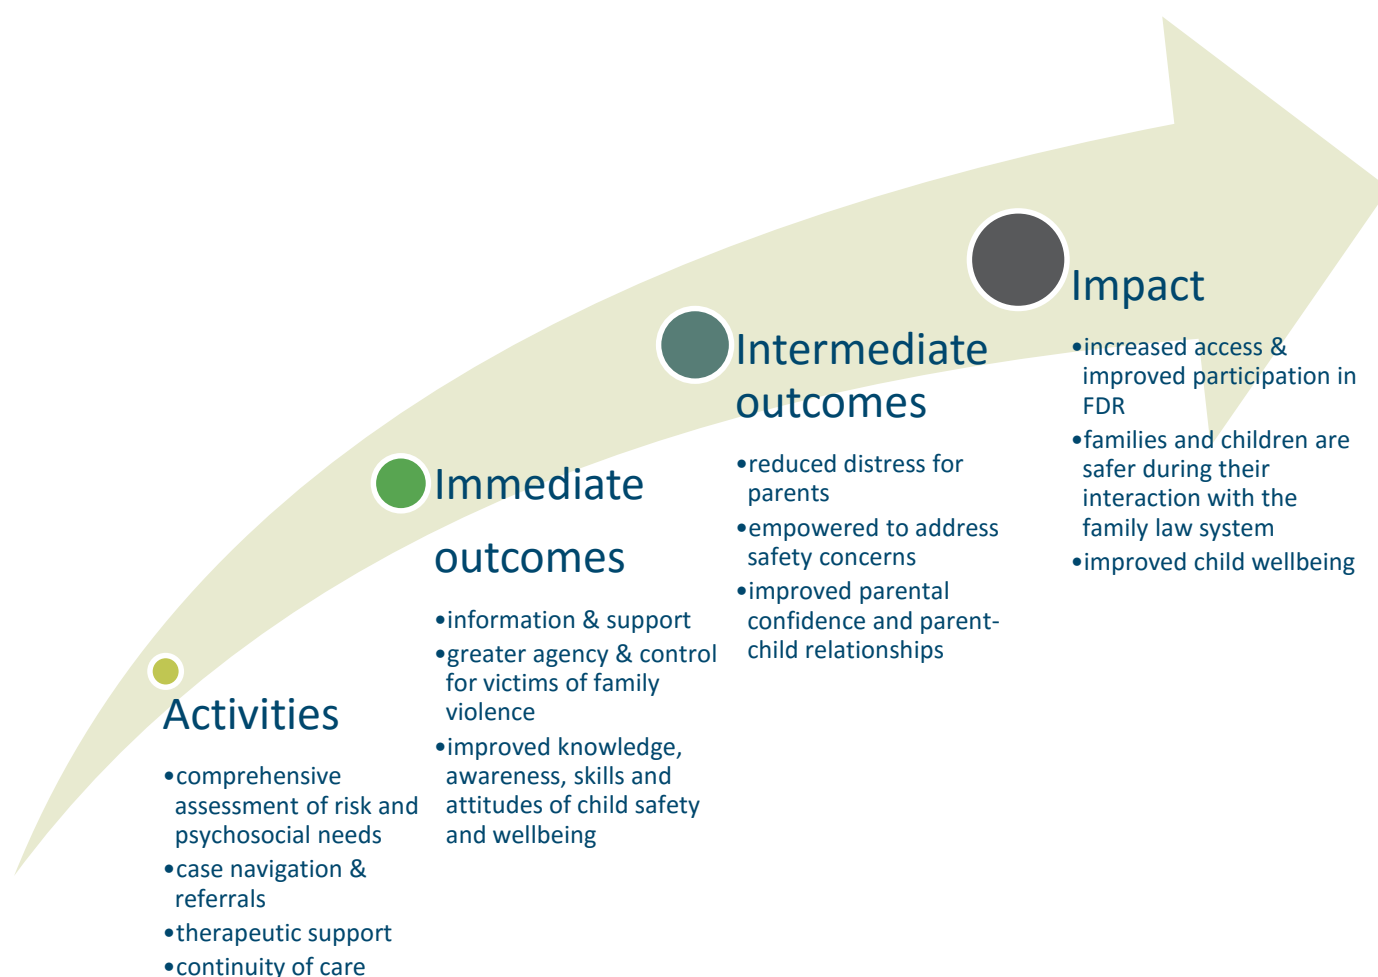 Activities
•comprehensive
assessment of risk and
psychosocial needs
•case navigation &
referrals
•therapeutic support
•continuity of care
Immediate
outcomes
•information & support
•greater agency & control
for victims of family
violence
•improved knowledge,
awareness, skills and
attitudes of child safety
and wellbeing
Intermediate
outcomes
•reduced distress for
parents
•empowered to address
safety concerns
•improved parental
confidence and parent-
child relationships
Impact
•increased access &
improved participation in
FDR
•families and children are
safer during their
interaction with the
family law system
•improved child wellbeing